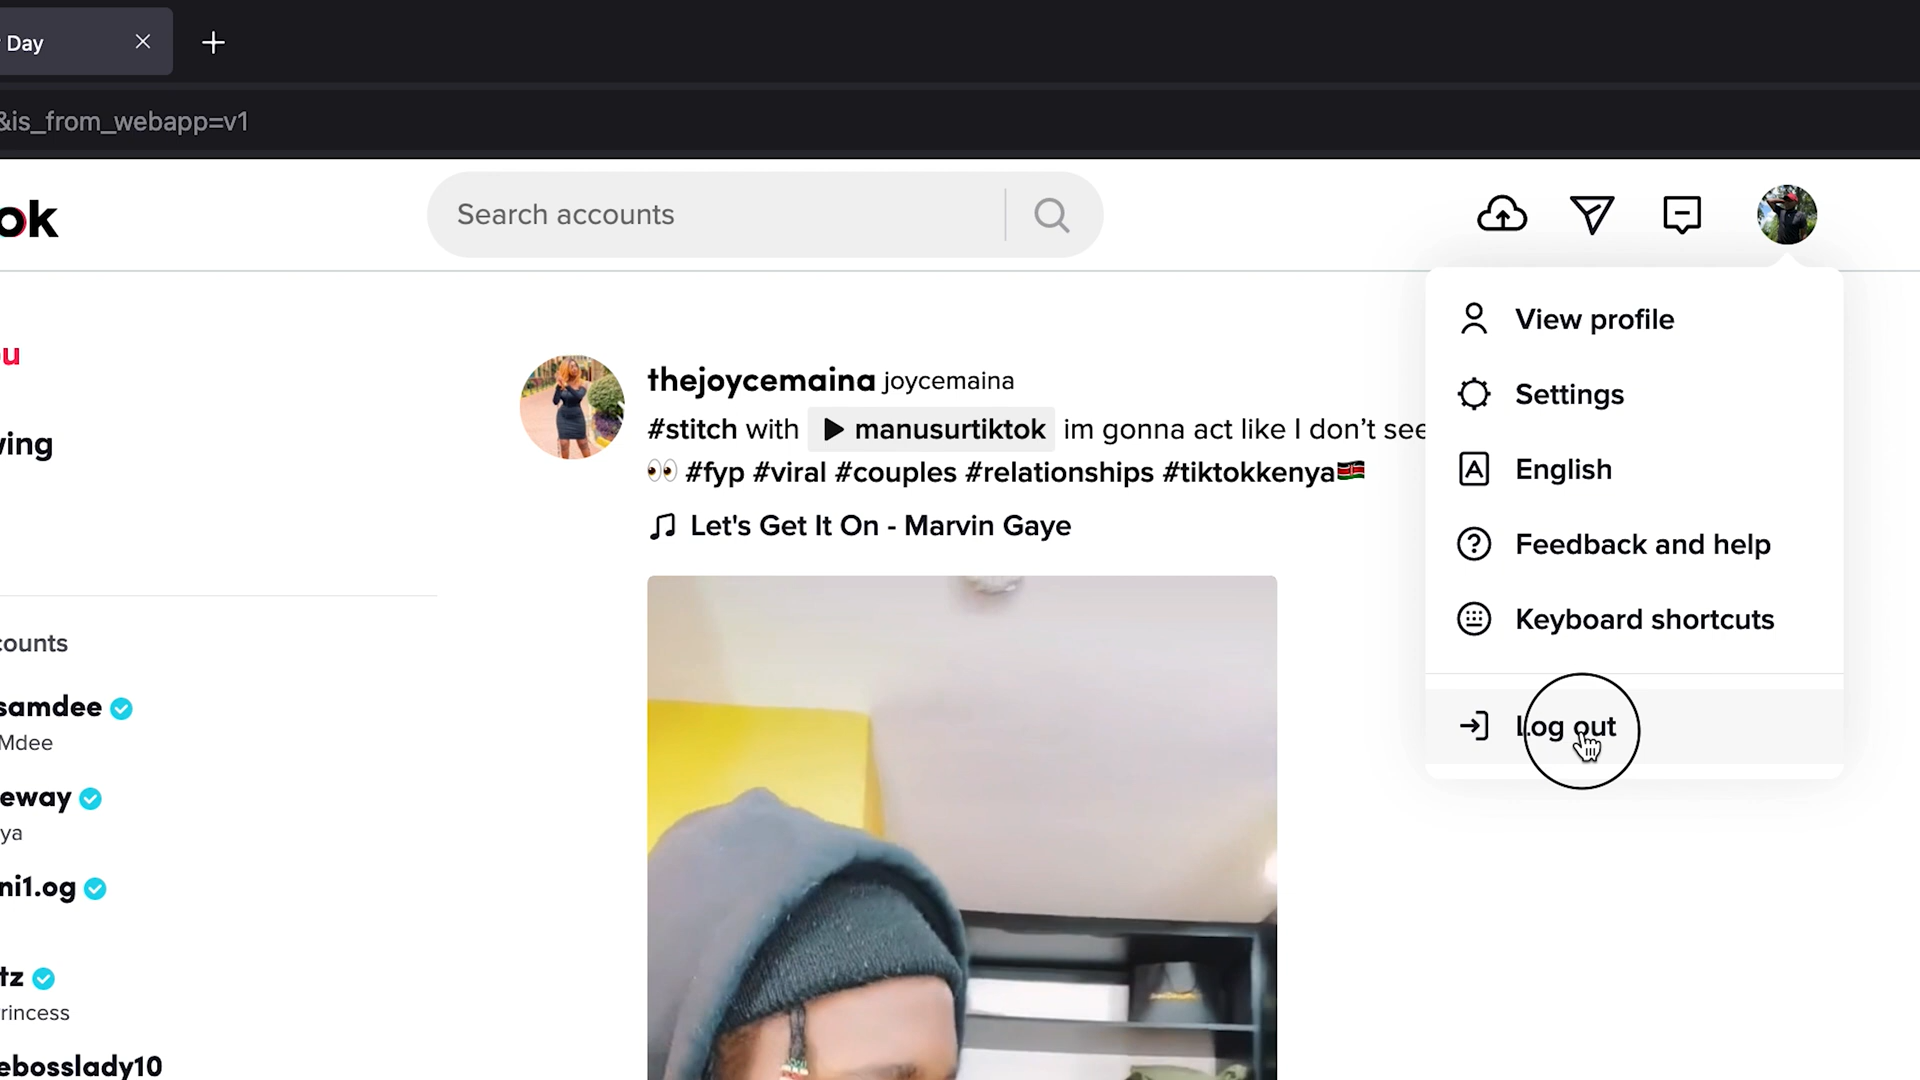 Day
&is_from_webapp=v1
ok
Search accounts
View profile
Settings
English
Feedback and help
Keyboard shortcuts
Log out
u
ving
counts
samdee
Mdee
eway
ya
ni1.og
tz
rincess
ebosslady10
thejoycemaina joycemaina
#stitch with ▶ manusurtiktok im gonna act like I don’t see
👀 #fyp #viral #couples #relationships #tiktokkenya🇰🇪
Let's Get It On - Marvin Gaye